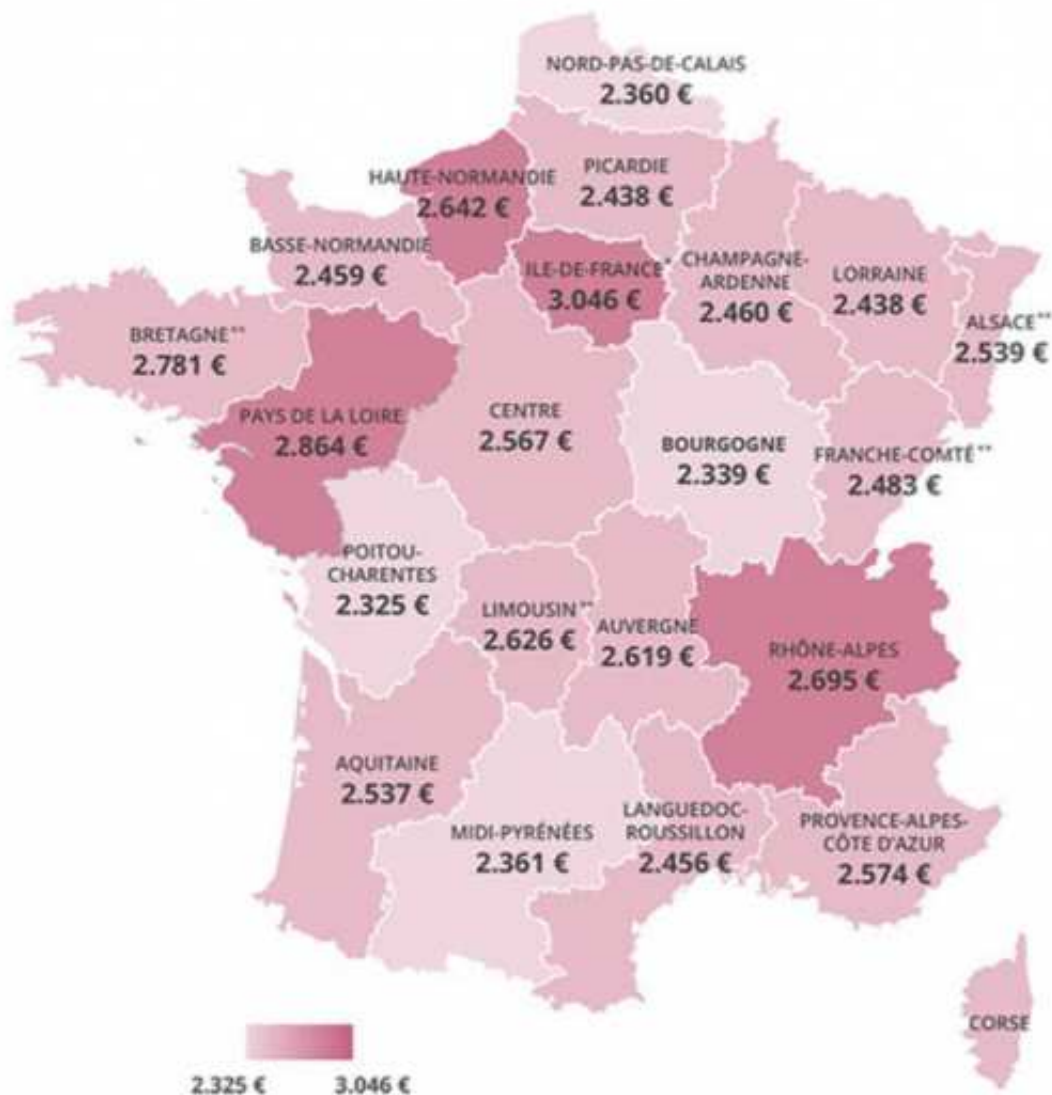 NORD-PAS-DE-CALAIS
2.360 €
PICARDIE
2.438 €
HAUTE-NORMANDIE
2.642 €
BASSE-NORMANDIE
2.459 €
ILE-DE-FRANCE*
3.046 €
CHAMPAGNE-
ARDENNE
2.460 €
LORRAINE
2.438 €
ALSACE**
2.539 €
BRETAGNE**
2.781 €
PAYS DE LA LOIRE
2.864 €
CENTRE
2.567 €
BOURGOGNE
2.339 €
FRANCHE-COMTÉ**
2.483 €
POITOU-
CHARENTES
2.325 €
LIMOUSIN**
2.626 €
AUVERGNE
2.619 €
RHÔNE-ALPES
2.695 €
AQUITAINE
2.537 €
MIDI-PYRÉNÉES
2.361 €
LANGUEDOC-
ROUSSILLON
2.456 €
PROVENCE-ALPES-
CÔTE D'AZUR
2.574 €
CORSE
2.325 €
3.046 €